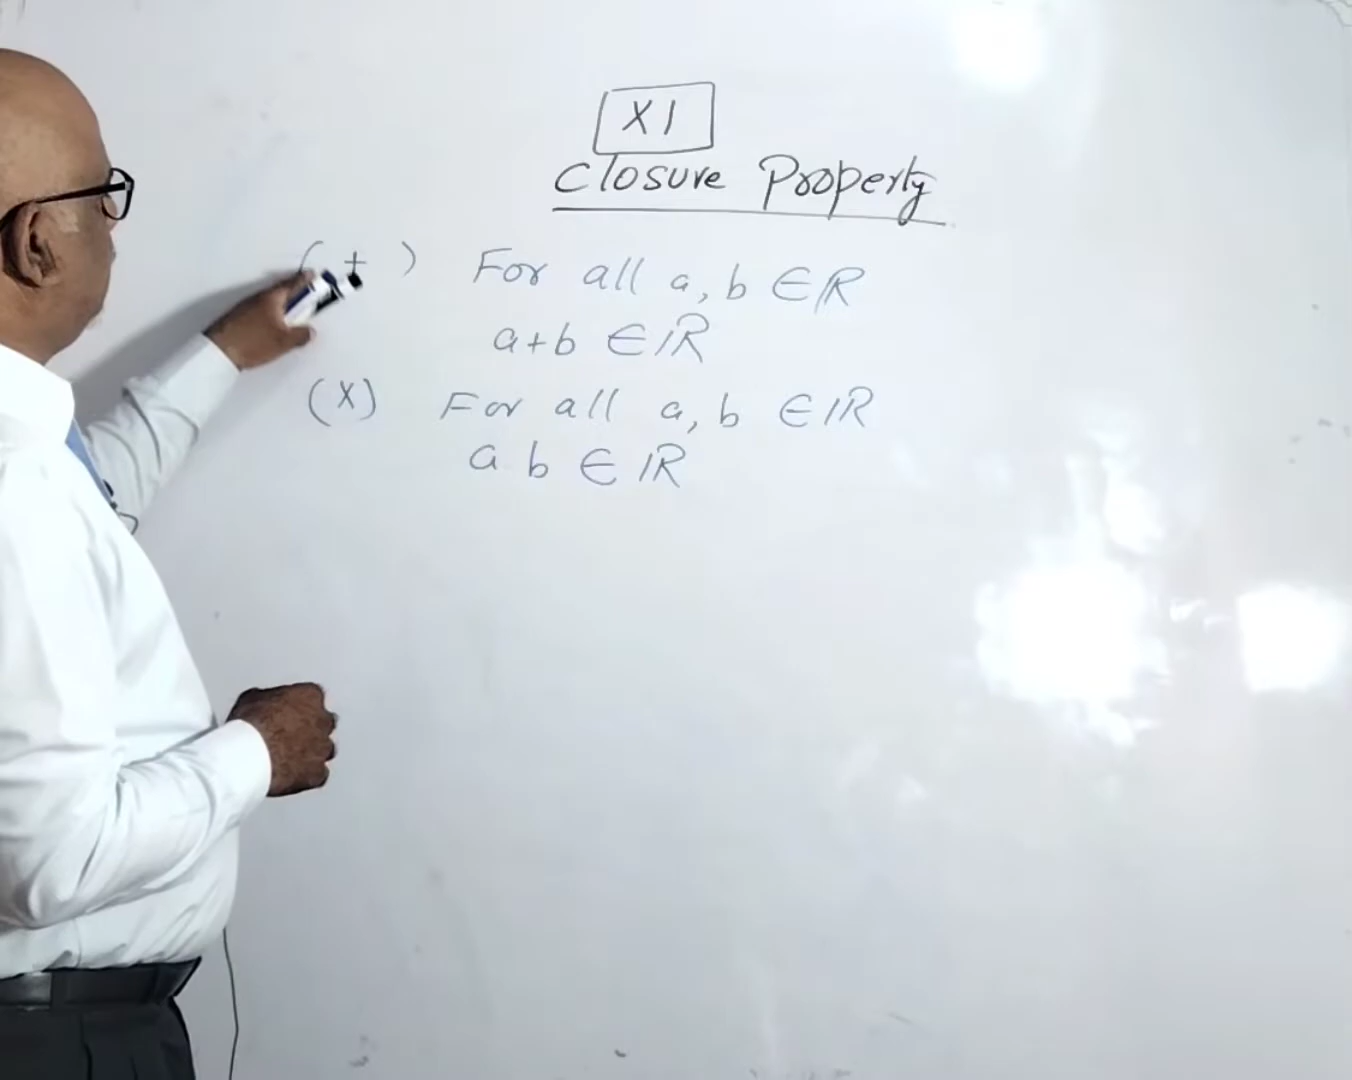 XI
Closure Property
(+) For all a, b ∈ ℝ
a+b ∈ ℝ
(X) For all a, b ∈ ℝ
a b ∈ ℝ